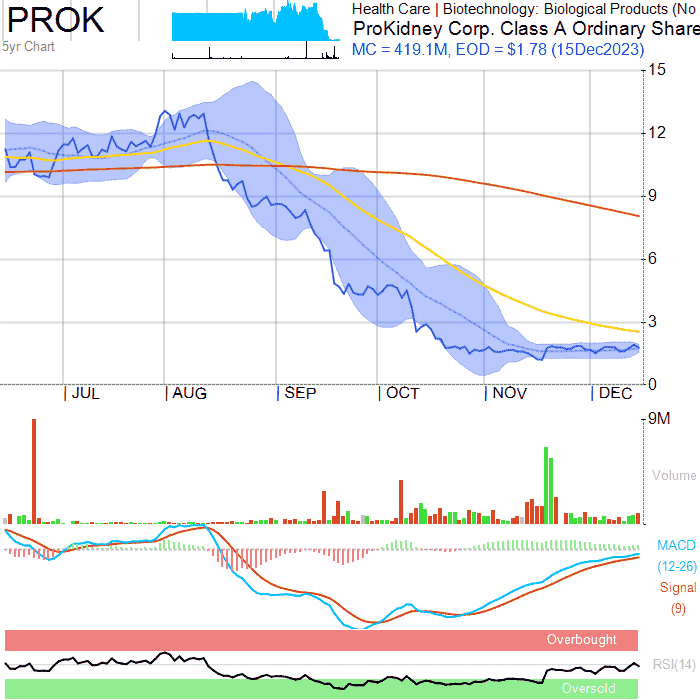 PROK
5yr Chart
Health Care | Biotechnology: Biological Products (No
ProKidney Corp. Class A Ordinary Share
MC = 419.1M, EOD = $1.78 (15Dec2023)
15
12
9
6
3
0
JUL
AUG
SEP
OCT
NOV
DEC
9M
Volume
MACD
(12-26)
Signal
(9)
Overbought
RSI(14)
Oversold